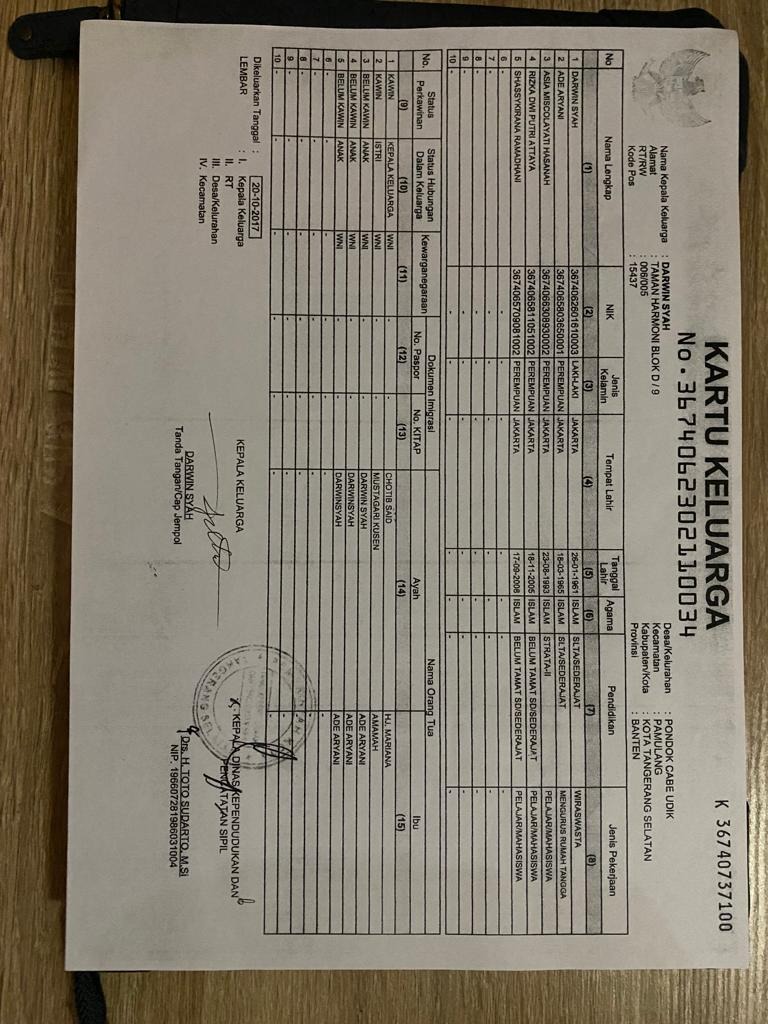 K 36740737100
KARTU KELUARGA
No. 3674062302110034
Nama Kepala Keluarga : DARWIN SYAH
Alamat : TAMAN HARMONI BLOK D / 9
RT/RW : 006/005
Kode Pos : 15437
Desa/Kelurahan : PONDOK CABE UDIK
Kecamatan : PAMULANG
Kabupaten/Kota : KOTA TANGERANG SELATAN
Provinsi : BANTEN
No Nama Lengkap NIK Jenis Kelamin Tempat Lahir Tanggal Lahir Agama Pendidikan Jenis Pekerjaan
(1) (2) (3) (4) (5) (6) (7) (8)
1 DARWIN SYAH 3674062601610003 LAKI-LAKI JAKARTA 26-01-1961 ISLAM SLTA/SEDERAJAT WIRASWASTA
2 ADE ARYANI 3674065803650001 PEREMPUAN JAKARTA 18-03-1965 ISLAM SLTA/SEDERAJAT MENGURUS RUMAH TANGGA
3 ASIA MISCOLAYATI HASANAH 3674066308930002 PEREMPUAN JAKARTA 23-08-1993 ISLAM STRATA-II PELAJAR/MAHASISWA
4 RIZKA DWI PUTRI ATTAYA 3674065811051002 PEREMPUAN JAKARTA 18-11-2005 ISLAM BELUM TAMAT SD/SEDERAJAT PELAJAR/MAHASISWA
5 SHASSYKIRANA RAMADHANI 3674065709081002 PEREMPUAN JAKARTA 17-09-2008 ISLAM BELUM TAMAT SD/SEDERAJAT PELAJAR/MAHASISWA
6 - - - - - - - -
7 - - - - - - - -
8 - - - - - - - -
9 - - - - - - - -
10 - - - - - - - -
No. Status Perkawinan Status Hubungan Dalam Keluarga Kewarganegaraan Dokumen Imigrasi Nama Orang Tua
No. Paspor No. KITAP Ayah Ibu
(9) (10) (11) (12) (13) (14) (15)
1 KAWIN KEPALA KELUARGA WNI CHOTIB SAID HJ. MARIANA
2 KAWIN ISTRI WNI MUSTAGARI KUSEN AMAMAH
3 BELUM KAWIN ANAK WNI DARWIN SYAH ADE ARYANI
4 BELUM KAWIN ANAK WNI DARWINSYAH ADE ARYANI
5 BELUM KAWIN ANAK WNI DARWINSYAH ADE ARYANI
6 - - - - - - -
7 - - - - - - -
8 - - - - - - -
9 - - - - - - -
10 - - - - - - -
Dikeluarkan Tanggal : 20-10-2017
LEMBAR : I. Kepala Keluarga
II. RT
III. Desa/Kelurahan
IV. Kecamatan
KEPALA KELUARGA
DARWIN SYAH
Tanda Tangan/Cap Jempol
KEPALA DINAS KEPENDUDUKAN DAN
PENCATATAN SIPIL
Drs. H. TOTO SUDARTO, M.Si
NIP. 196607281986031004